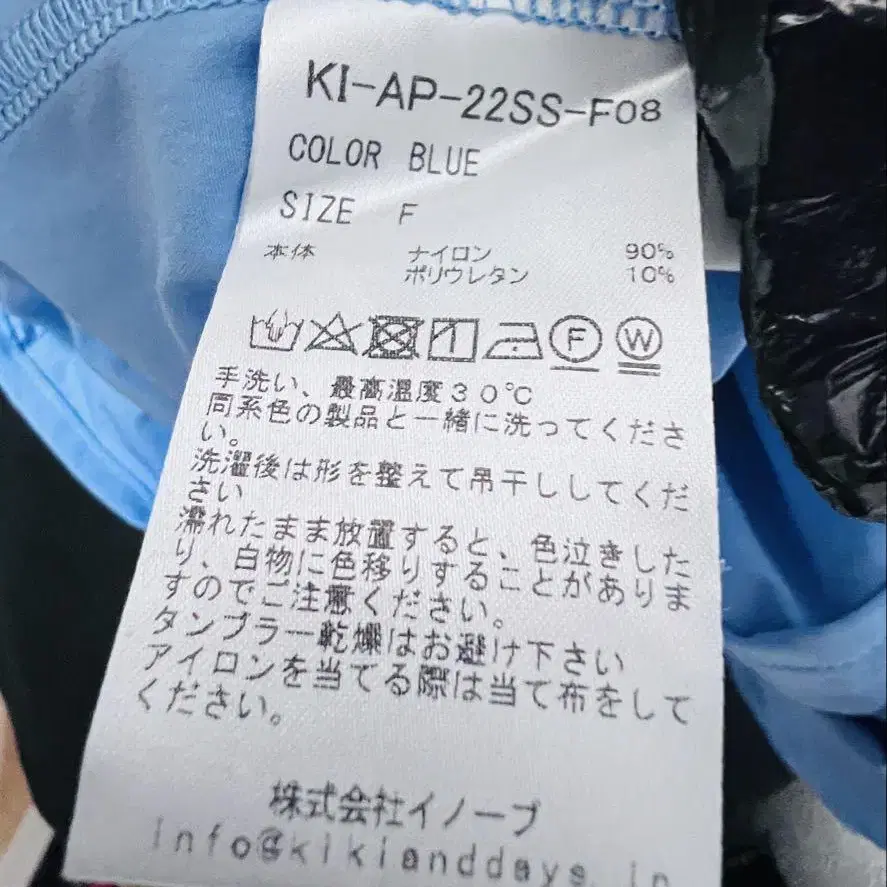 KI-AP-22SS-F08
COLOR BLUE
SIZE F
本体 ナイロン 90%
ポリウレタン 10%
F W
手洗い、最高温度30℃
同系色の製品と一緒に洗ってくださ
い。
洗濯後は形を整えて吊干ししてくだ
さい
濡れたまま放置すると、色泣きした
り、白物に色移りすることがありま
すのでご注意ください。
タンブラー乾燥はお避け下さい
アイロンを当てる際は当て布をして
ください。
株式会社イノーブ
info@kikianddays.jp